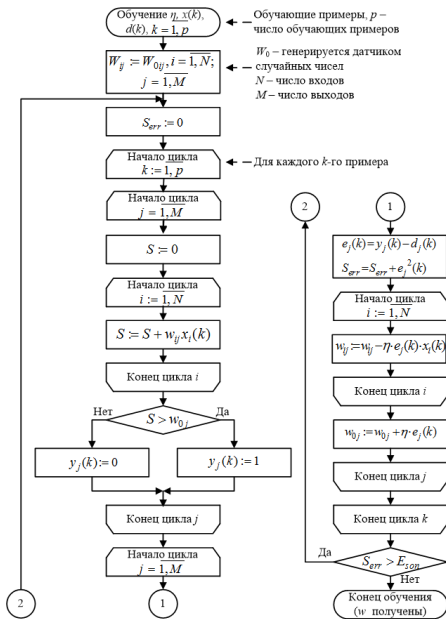 Обучение η, x(k),
d(k), k = 1, p
Обучающие примеры, p –
число обучающих примеров
W_ij := W_0ij, i = 1, N;
j = 1, M
W_0 - генерируется датчиком
случайных чисел
N – число входов
M – число выходов
S_err := 0
Начало цикла
k := 1, p
Для каждого k-го примера
Начало цикла
j = 1, M
S := 0
Начало цикла
i := 1, N
S := S + w_ij x_i(k)
Конец цикла i
Нет
Да
S > w_0j
y_j(k) := 0
y_j(k) := 1
Конец цикла j
Начало цикла
j = 1, M
2
1
2
1
e_j(k) = y_j(k) – d_j(k)
S_err = S_err + e_j²(k)
Начало цикла
i := 1, N
w_ij := w_ij – η·e_j(k)·x_i(k)
Конец цикла i
w_0j := w_0j + η·e_j(k)
Конец цикла j
Конец цикла k
Да
S_err > E_son
Нет
Конец обучения
(w получены)